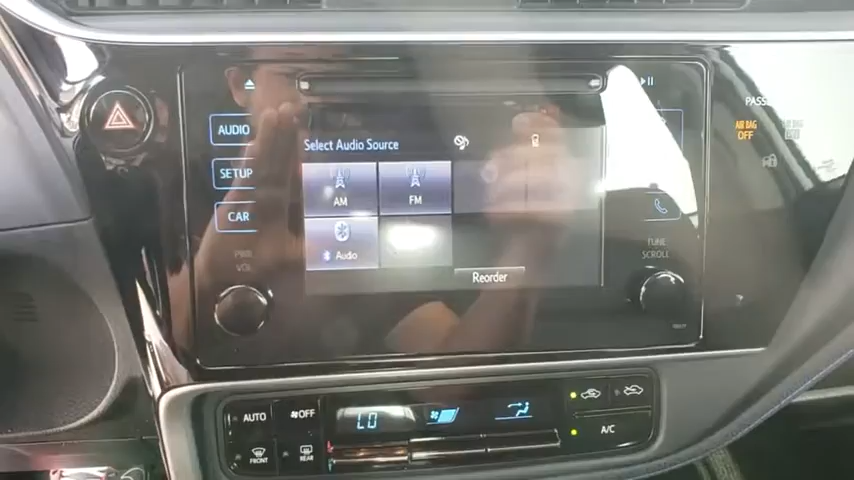 AUDIO
SETUP
CAR
PWR
VOL
Select Audio Source
AM
FM
Audio
Reorder
TUNE
SCROLL
PASS
AIR BAG
OFF
AUTO
OFF
FRONT
REAR
LO
A/C